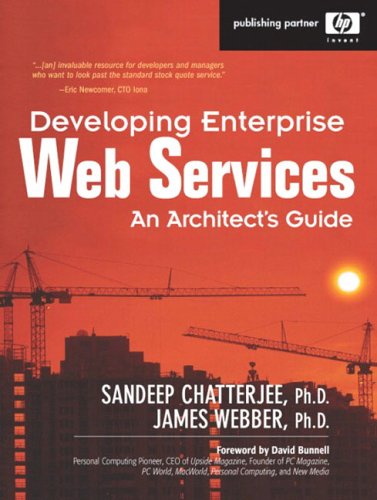 publishing partner
hp
invent
"...[an] invaluable resource for developers and managers
who want to look past the standard stock quote service."
—Eric Newcomer, CTO Iona
Developing Enterprise
Web Services
An Architect's Guide
SANDEEP CHATTERJEE, Ph.D.
JAMES WEBBER, Ph.D.
Foreword by David Bunnell
Personal Computing Pioneer, CEO of Upside Magazine, Founder of PC Magazine,
PC World, MacWorld, Personal Computing, and New Media